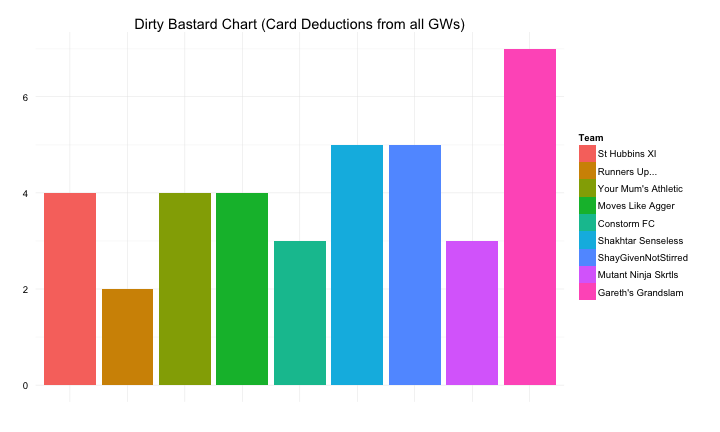 Dirty Bastard Chart (Card Deductions from all GWs)
6
4
2
0
Team
St Hubbins XI
Runners Up...
Your Mum's Athletic
Moves Like Agger
Constorm FC
Shakhtar Senseless
ShayGivenNotStirred
Mutant Ninja Skrtls
Gareth's Grandslam